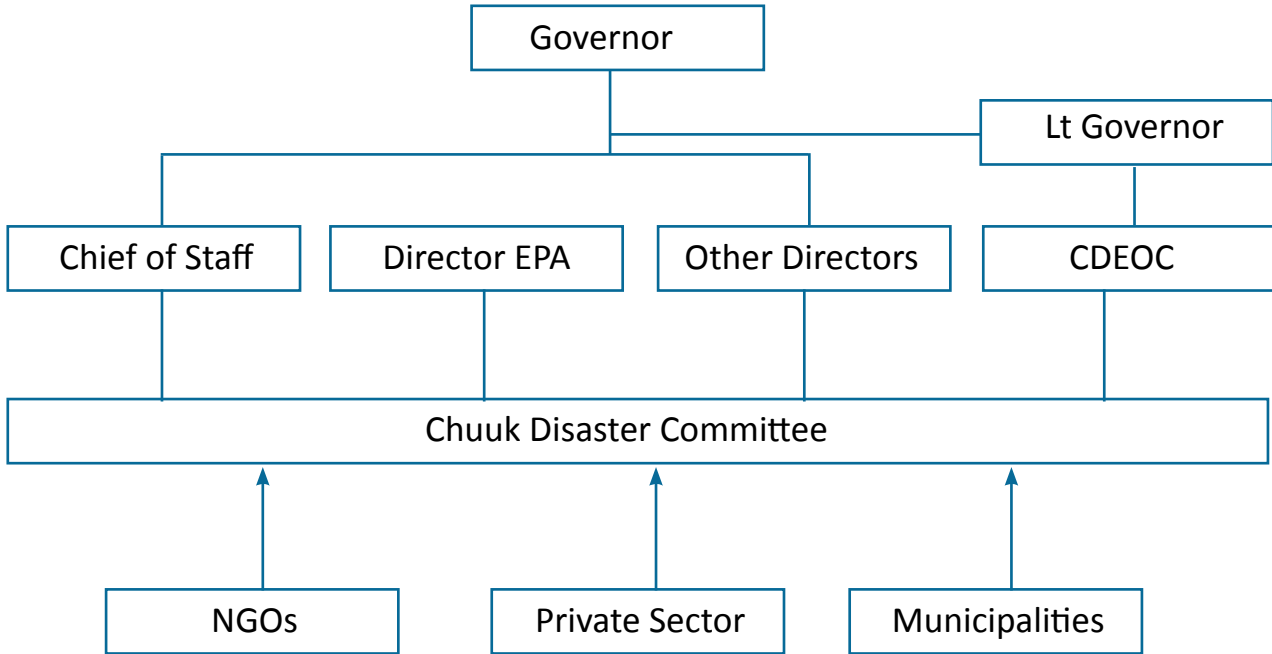 Governor
Lt Governor
Chief of Staff
Director EPA
Other Directors
CDEOC
Chuuk Disaster Committee
NGOs
Private Sector
Municipalities